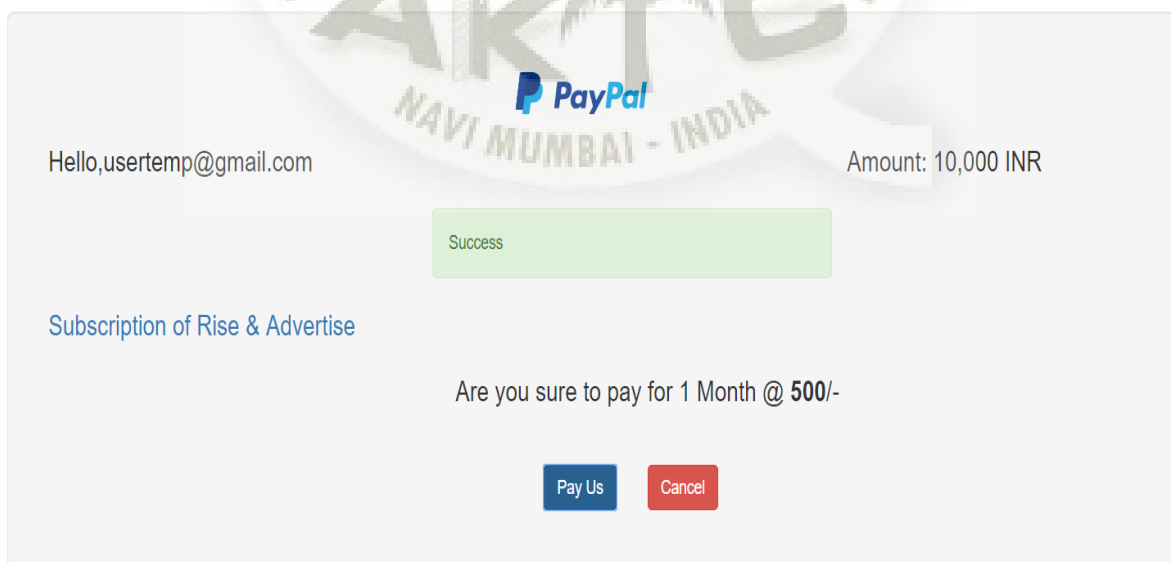 AKTC
NAVI MUMBAI - INDIA
PayPal
Hello,usertemp@gmail.com
Amount: 10,000 INR
Success
Subscription of Rise & Advertise
Are you sure to pay for 1 Month @ 500/-
Pay Us
Cancel